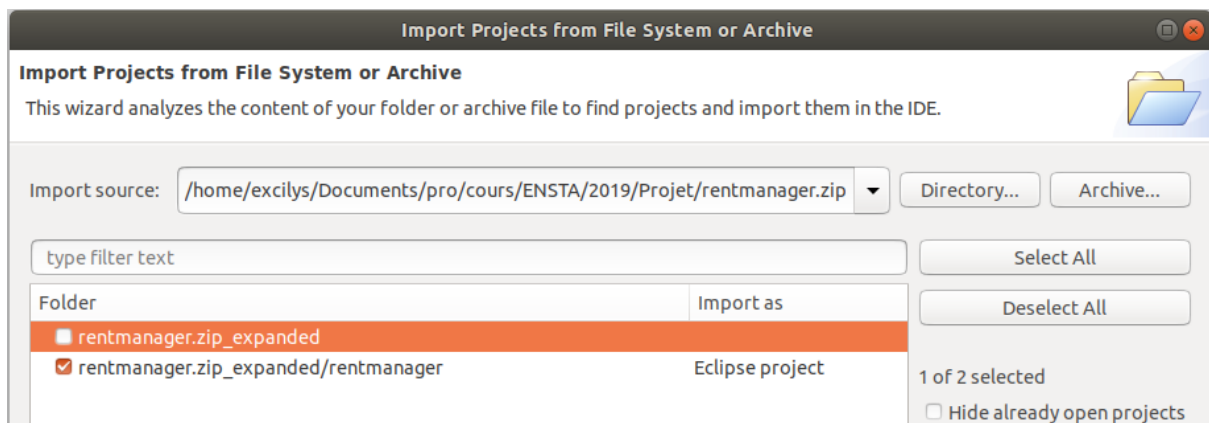 Import Projects from File System or Archive
Import Projects from File System or Archive
This wizard analyzes the content of your folder or archive file to find projects and import them in the IDE.
Import source: /home/excilys/Documents/pro/cours/ENSTA/2019/Projet/rentmanager.zip Directory... Archive...
type filter text Select All
Folder Import as Deselect All
rentmanager.zip_expanded
rentmanager.zip_expanded/rentmanager Eclipse project
1 of 2 selected
Hide already open projects